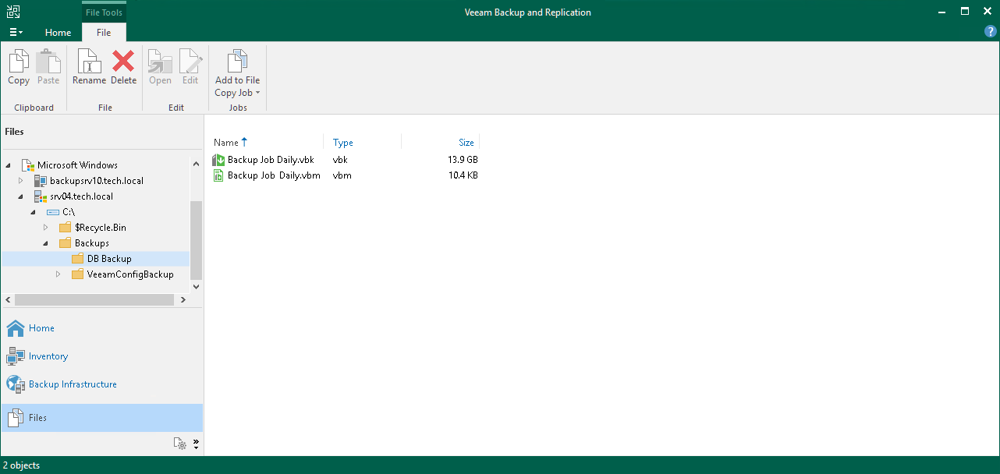 File Tools
Veeam Backup and Replication
Home
File
?
Copy
Paste
Rename
Delete
Open
Edit
Add to File
Copy Job
Clipboard
File
Edit
Jobs
Files
Name
Type
Size
Microsoft Windows
backupsrv10.tech.local
srv04.tech.local
C:\
$Recycle.Bin
Backups
DB Backup
VeeamConfigBackup
Backup Job Daily.vbk
vbk
13.9 GB
Backup Job Daily.vbm
vbm
10.4 KB
Home
Inventory
Backup Infrastructure
Files
2 objects